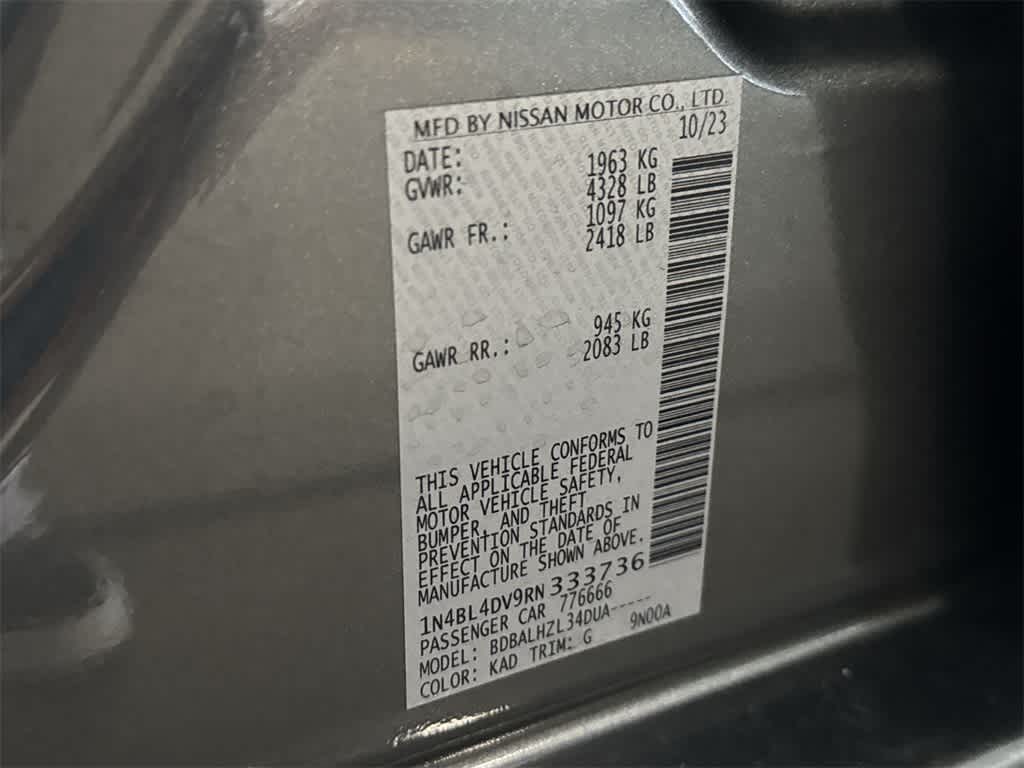 MFD BY NISSAN MOTOR CO., LTD.
DATE: 10/23
GVWR: 1963 KG
4328 LB
GAWR FR.: 1097 KG
2418 LB
GAWR RR.: 945 KG
2083 LB
THIS VEHICLE CONFORMS TO
ALL APPLICABLE FEDERAL
MOTOR VEHICLE SAFETY,
BUMPER, AND THEFT
PREVENTION STANDARDS IN
EFFECT ON THE DATE OF
MANUFACTURE SHOWN ABOVE.
1N4BL4DV9RN333736
PASSENGER CAR 776666
MODEL: BDBALHZL34DUA-----
COLOR: KAD TRIM: G 9N00A